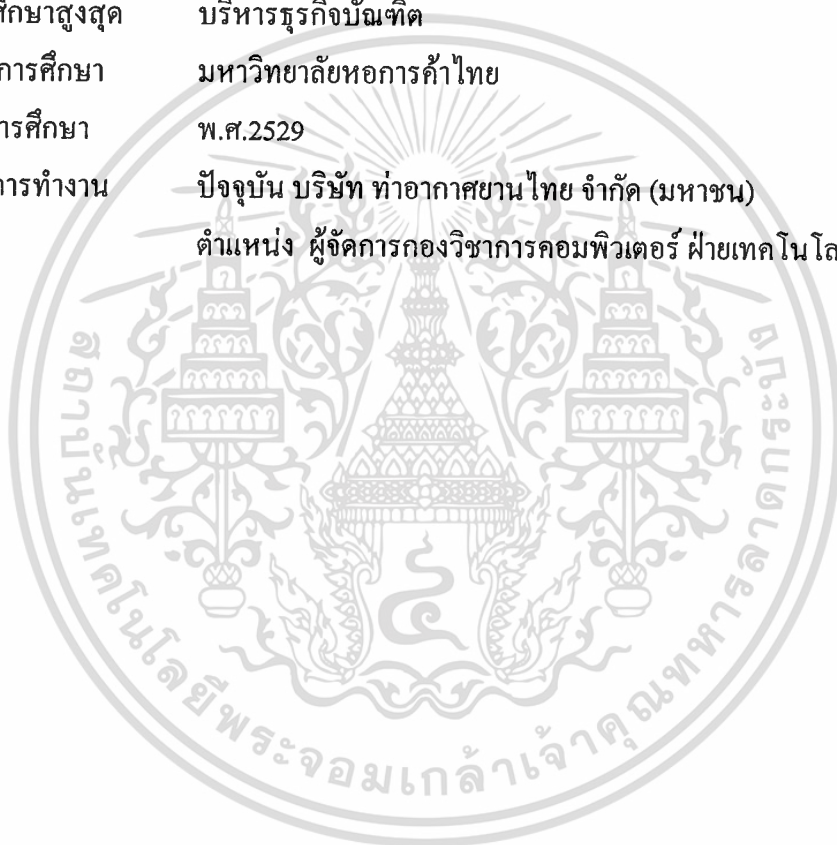 ศึกษาสูงสุด บริหารธุรกิจบัณฑิต
การศึกษา มหาวิทยาลัยหอการค้าไทย
ารศึกษา พ.ศ.2529
การทำงาน ปัจจุบัน บริษัท ท่าอากาศยานไทย จำกัด (มหาชน)
ตำแหน่ง ผู้จัดการกองวิชาการคอมพิวเตอร์ ฝ่ายเทคโนโล
สถาบันเทคโนโลยีพระจอมเกล้าเจ้าคุณทหารลาดกระบัง